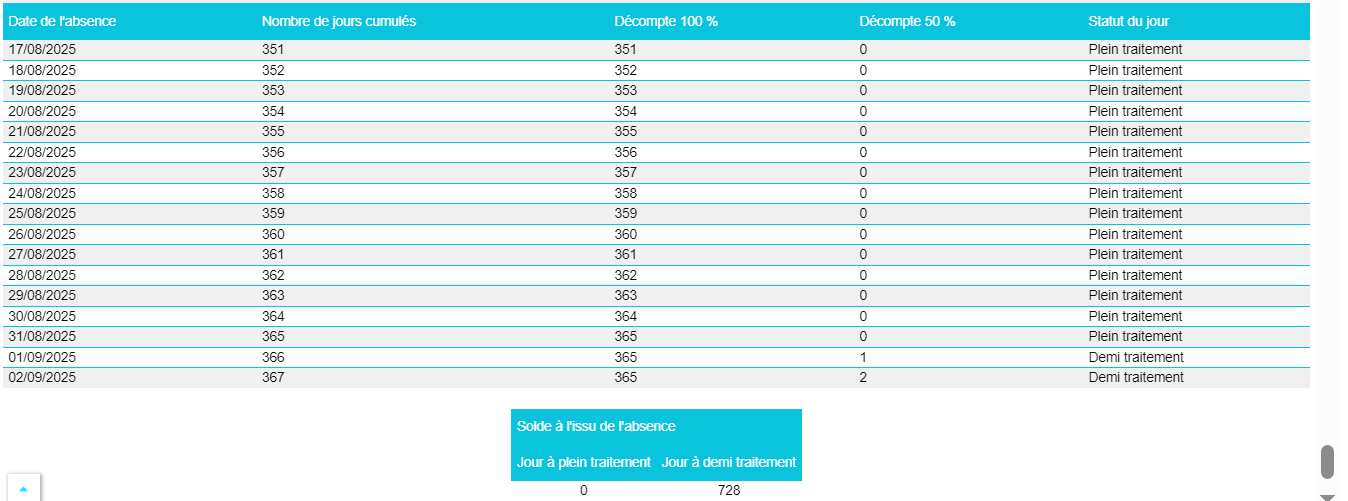 Date de l'absence Nombre de jours cumulés Décompte 100 % Décompte 50 % Statut du jour
17/08/2025 351 351 0 Plein traitement
18/08/2025 352 352 0 Plein traitement
19/08/2025 353 353 0 Plein traitement
20/08/2025 354 354 0 Plein traitement
21/08/2025 355 355 0 Plein traitement
22/08/2025 356 356 0 Plein traitement
23/08/2025 357 357 0 Plein traitement
24/08/2025 358 358 0 Plein traitement
25/08/2025 359 359 0 Plein traitement
26/08/2025 360 360 0 Plein traitement
27/08/2025 361 361 0 Plein traitement
28/08/2025 362 362 0 Plein traitement
29/08/2025 363 363 0 Plein traitement
30/08/2025 364 364 0 Plein traitement
31/08/2025 365 365 0 Plein traitement
01/09/2025 366 365 1 Demi traitement
02/09/2025 367 365 2 Demi traitement
Solde à l'issu de l'absence
Jour à plein traitement Jour à demi traitement
0 728